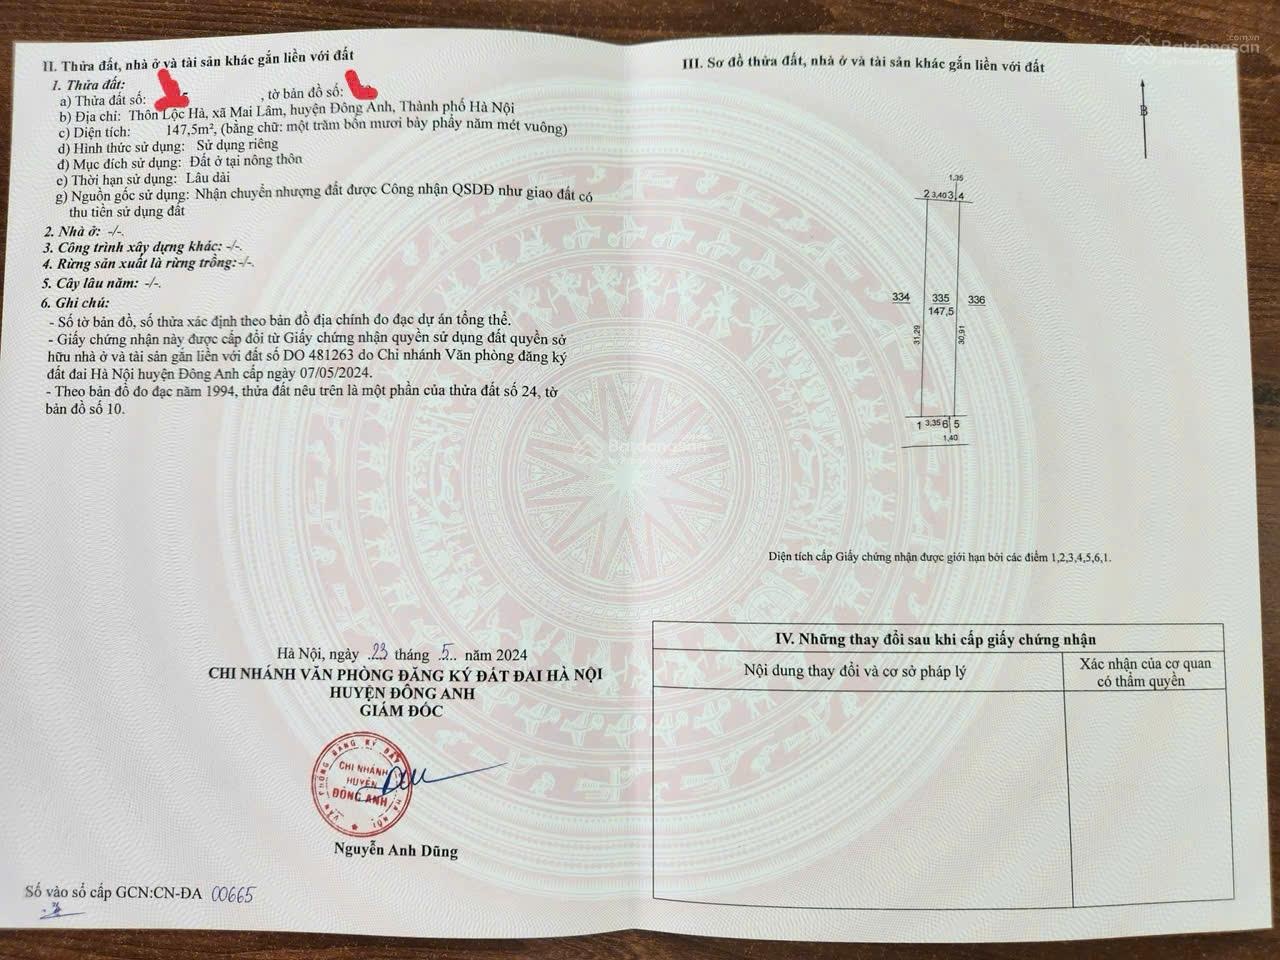 II. Thửa đất, nhà ở và tài sản khác gắn liền với đất
1. Thửa đất:
a) Thửa đất số: , tờ bản đồ số:
b) Địa chỉ: Thôn Lộc Hà, xã Mai Lâm, huyện Đông Anh, Thành phố Hà Nội
c) Diện tích: 147,5m², (bằng chữ: một trăm bốn mươi bảy phẩy năm mét vuông)
d) Hình thức sử dụng: Sử dụng riêng
đ) Mục đích sử dụng: Đất ở tại nông thôn
e) Thời hạn sử dụng: Lâu dài
g) Nguồn gốc sử dụng: Nhận chuyển nhượng đất được Công nhận QSDĐ như giao đất có
thu tiền sử dụng đất
2. Nhà ở: -/-.
3. Công trình xây dựng khác: -/-.
4. Rừng sản xuất là rừng trồng:-/-.
5. Cây lâu năm: -/-.
6. Ghi chú:
- Số tờ bản đồ, số thửa xác định theo bản đồ địa chính đo đạc dự án tổng thể.
- Giấy chứng nhận này được cấp đổi từ Giấy chứng nhận quyền sử dụng đất quyền sở
hữu nhà ở và tài sản gắn liền với đất số DO 481263 do Chi nhánh Văn phòng đăng ký
đất đai Hà Nội huyện Đông Anh cấp ngày 07/05/2024.
- Theo bản đồ đo đạc năm 1994, thửa đất nêu trên là một phần của thửa đất số 24, tờ
bản đồ số 10.
Hà Nội, ngày 23 tháng 5 năm 2024
CHI NHÁNH VĂN PHÒNG ĐĂNG KÝ ĐẤT ĐAI HÀ NỘI
HUYỆN ĐÔNG ANH
GIÁM ĐỐC
VĂN PHÒNG ĐĂNG KÝ ĐẤT ĐAI HÀ NỘI
CHI NHÁNH
HUYỆN
ĐÔNG ANH
Nguyễn Anh Dũng
Số vào sổ cấp GCN:CN-ĐA 00665
III. Sơ đồ thửa đất, nhà ở và tài sản khác gắn liền với đất
B
1,35
2 3,40 3 4
334 335 336
147,5
31,29 30,91
1 3,35 6 5
1,40
Diện tích cấp Giấy chứng nhận được giới hạn bởi các điểm 1,2,3,4,5,6,1.
IV. Những thay đổi sau khi cấp giấy chứng nhận
Nội dung thay đổi và cơ sở pháp lý
Xác nhận của cơ quan
có thẩm quyền
Batdongsan
.com.vn
Batdongsan